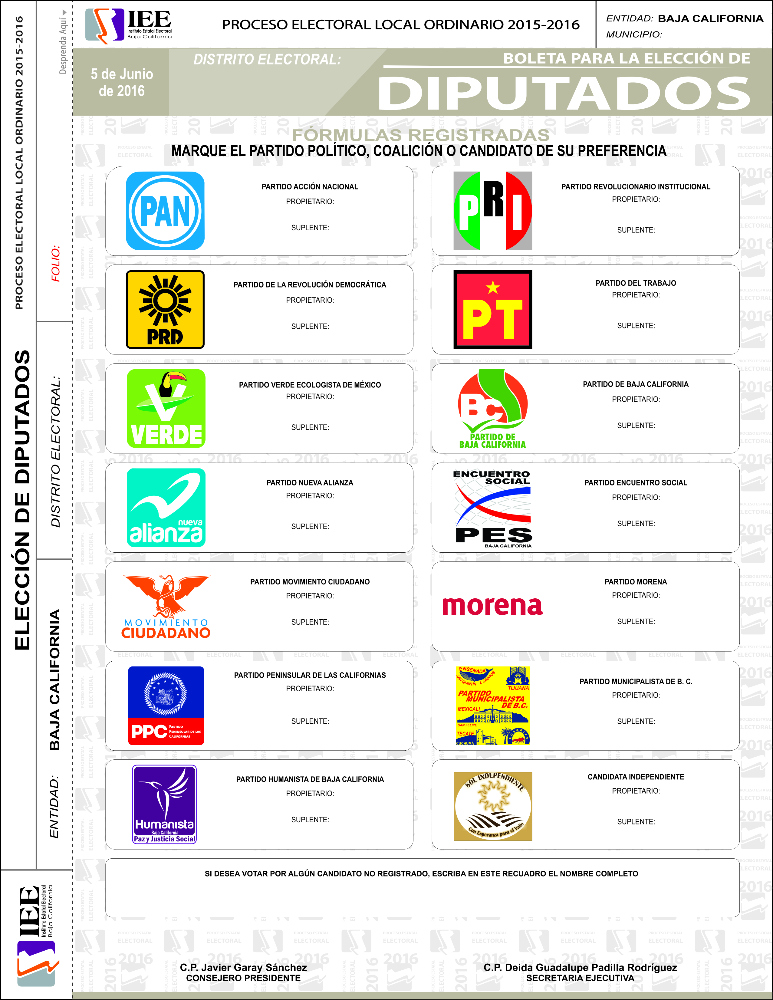 PROCESO ELECTORAL LOCAL ORDINARIO 2015-2016
ELECCIÓN DE DIPUTADOS
Desprenda Aquí
FOLIO:
DISTRITO ELECTORAL:
ENTIDAD: BAJA CALIFORNIA
IEE
Instituto Estatal Electoral
Baja California
IEE
Instituto Estatal Electoral
Baja California
PROCESO ELECTORAL LOCAL ORDINARIO 2015-2016
ENTIDAD: BAJA CALIFORNIA
MUNICIPIO:
5 de Junio
de 2016
DISTRITO ELECTORAL:
BOLETA PARA LA ELECCIÓN DE
DIPUTADOS
FÓRMULAS REGISTRADAS
MARQUE EL PARTIDO POLÍTICO, COALICIÓN O CANDIDATO DE SU PREFERENCIA
PAN
PARTIDO ACCIÓN NACIONAL
PROPIETARIO:
SUPLENTE:
PRI
PARTIDO REVOLUCIONARIO INSTITUCIONAL
PROPIETARIO:
SUPLENTE:
PRD
PARTIDO DE LA REVOLUCIÓN DEMOCRÁTICA
PROPIETARIO:
SUPLENTE:
PT
PARTIDO DEL TRABAJO
PROPIETARIO:
SUPLENTE:
V
VERDE
PARTIDO VERDE ECOLOGISTA DE MÉXICO
PROPIETARIO:
SUPLENTE:
BC
PARTIDO DE
BAJA CALIFORNIA
PARTIDO DE BAJA CALIFORNIA
PROPIETARIO:
SUPLENTE:
nueva
alianza
PARTIDO NUEVA ALIANZA
PROPIETARIO:
SUPLENTE:
ENCUENTRO
SOCIAL
PES
BAJA CALIFORNIA
PARTIDO ENCUENTRO SOCIAL
PROPIETARIO:
SUPLENTE:
MOVIMIENTO
CIUDADANO
PARTIDO MOVIMIENTO CIUDADANO
PROPIETARIO:
SUPLENTE:
morena
PARTIDO MORENA
PROPIETARIO:
SUPLENTE:
PPC
PARTIDO
PENINSULAR DE LAS
CALIFORNIAS
PARTIDO PENINSULAR DE LAS CALIFORNIAS
PROPIETARIO:
SUPLENTE:
ENSENADA
SAN QUINTÍN I. CEDROS
TIJUANA
PARTIDO
MUNICIPALISTA
DE B.C.
MEXICALI
SAN FELIPE
TECATE
CUCHUMÁ
ROSARITO
PARTIDO MUNICIPALISTA DE B. C.
PROPIETARIO:
SUPLENTE:
Humanista
Baja California
Paz y Justicia Social
PARTIDO HUMANISTA DE BAJA CALIFORNIA
PROPIETARIO:
SUPLENTE:
SOL INDEPENDIENTE
Con Esperanza para el Valle
CANDIDATA INDEPENDIENTE
PROPIETARIO:
SUPLENTE:
SI DESEA VOTAR POR ALGÚN CANDIDATO NO REGISTRADO, ESCRIBA EN ESTE RECUADRO EL NOMBRE COMPLETO
C.P. Javier Garay Sánchez
CONSEJERO PRESIDENTE
C.P. Deida Guadalupe Padilla Rodríguez
SECRETARIA EJECUTIVA
PROCESO ESTATAL
ELECTORAL
2016